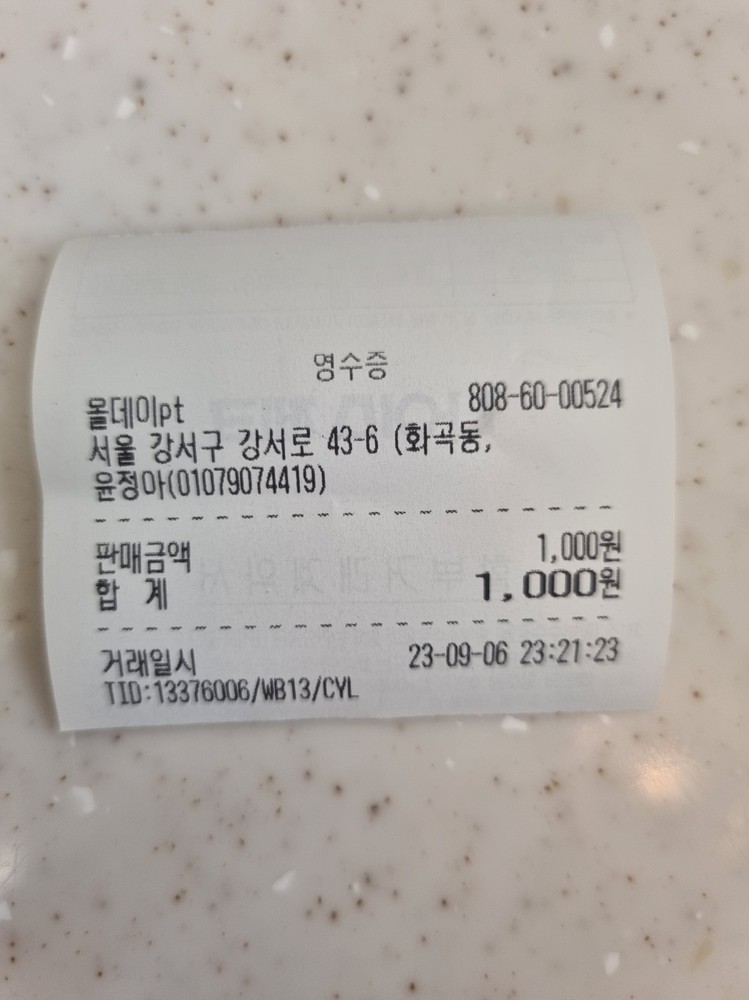 영수증
몰데이pt 808-60-00524
서울 강서구 강서로 43-6 (화곡동,
윤정아(01079074419)
판매금액 1,000원
합 계 1,000원
거래일시 23-09-06 23:21:23
TID:13376006/WB13/CYL